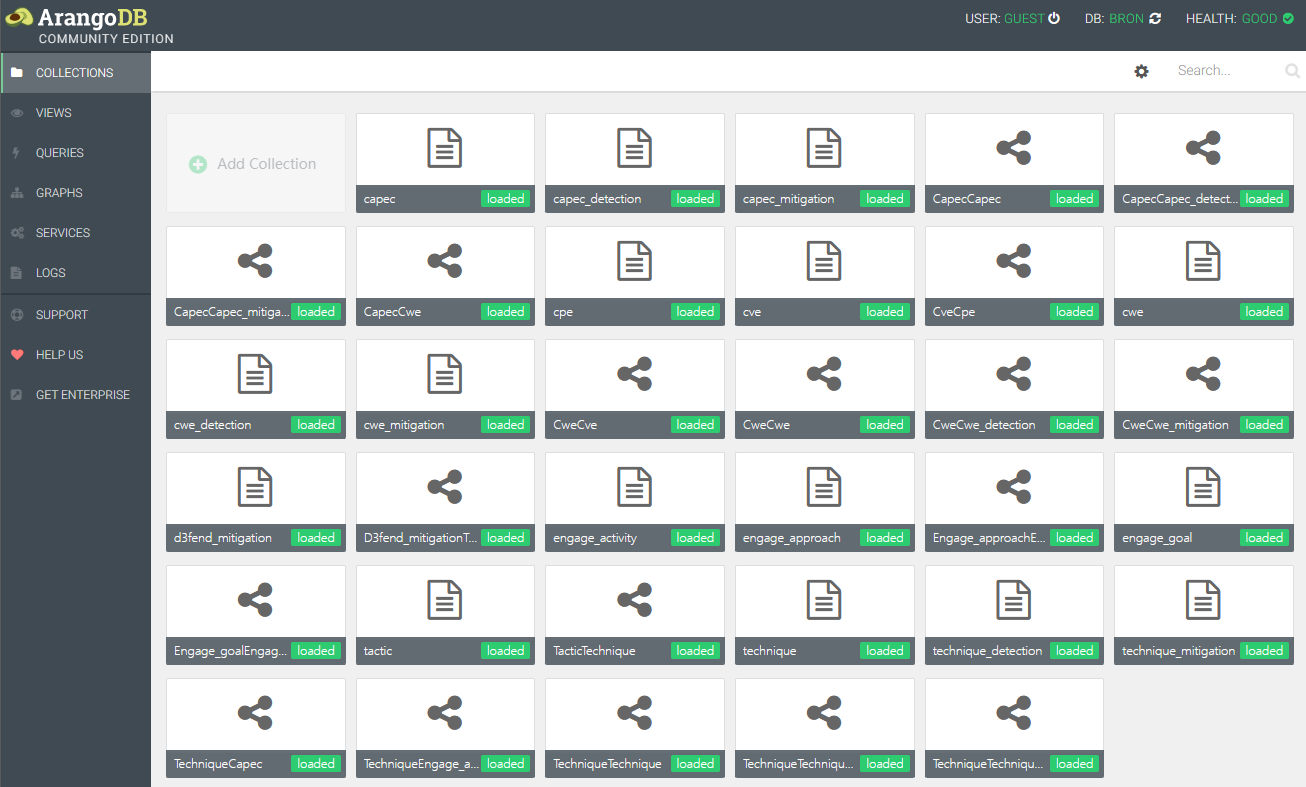 ArangoDB
COMMUNITY EDITION
USER: GUEST
DB: BRON
HEALTH: GOOD
COLLECTIONS
VIEWS
QUERIES
GRAPHS
SERVICES
LOGS
SUPPORT
HELP US
GET ENTERPRISE
Search...
Add Collection
capec loaded
capec_detection loaded
capec_mitigation loaded
CapecCapec loaded
CapecCapec_detect... loaded
CapecCapec_mitiga... loaded
CapecCwe loaded
cpe loaded
cve loaded
CveCpe loaded
cwe loaded
cwe_detection loaded
cwe_mitigation loaded
CweCve loaded
CweCwe loaded
CweCwe_detection loaded
CweCwe_mitigation loaded
d3fend_mitigation loaded
D3fend_mitigationT... loaded
engage_activity loaded
engage_approach loaded
Engage_approachE... loaded
engage_goal loaded
Engage_goalEngag... loaded
tactic loaded
TacticTechnique loaded
technique loaded
technique_detection loaded
technique_mitigation loaded
TechniqueCapec loaded
TechniqueEngage_a... loaded
TechniqueTechnique loaded
TechniqueTechniqu... loaded
TechniqueTechniqu... loaded